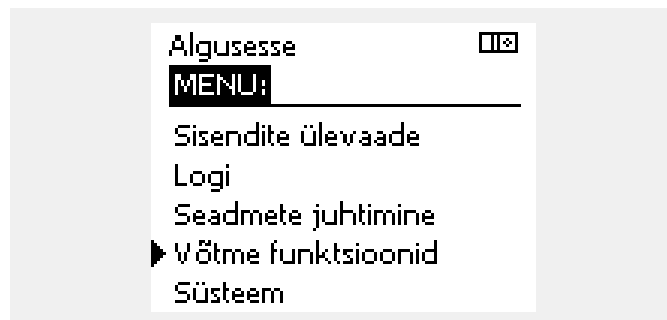 Algusesse
MENU:
Sisendite ülevaade
Logi
Seadmete juhtimine
Võtme funktsioonid
Süsteem